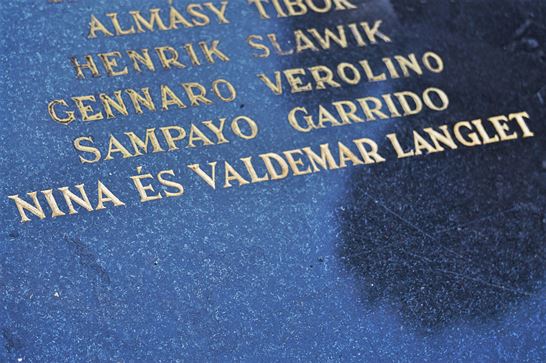 ALMÁSY TIBOR
HENRIK SLAWIK
GENNARO VEROLINO
SAMPAYO GARRIDO
NINA ÉS VALDEMAR LANGLET